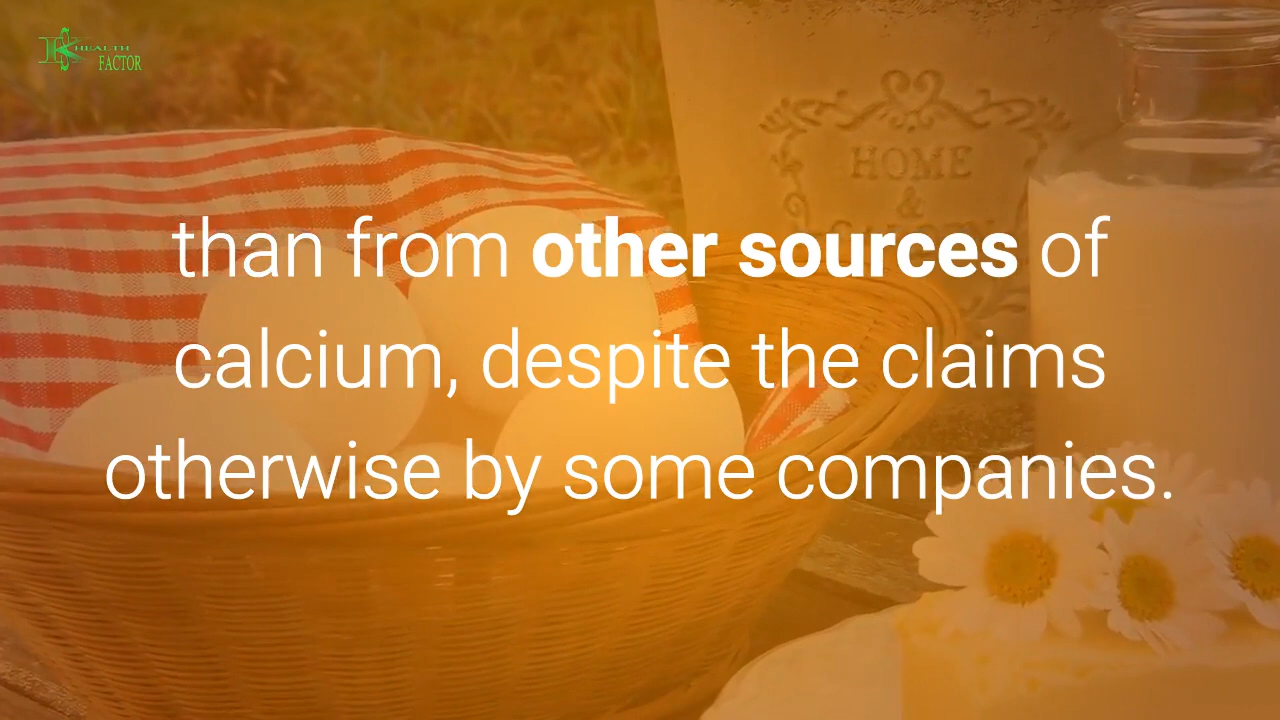 HEALTH
FACTOR
HOME
&
than from other sources of
calcium, despite the claims
otherwise by some companies.